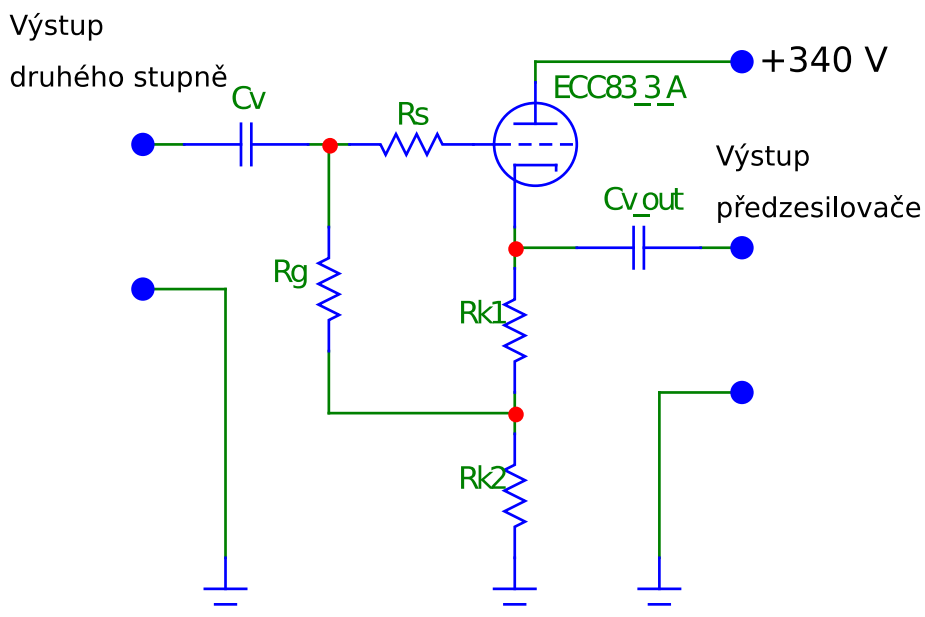 Výstup
druhého stupně
Cv
Rs
ECC83_3_A
+340 V
Výstup
předzesilovače
Cv_out
Rg
Rk1
Rk2